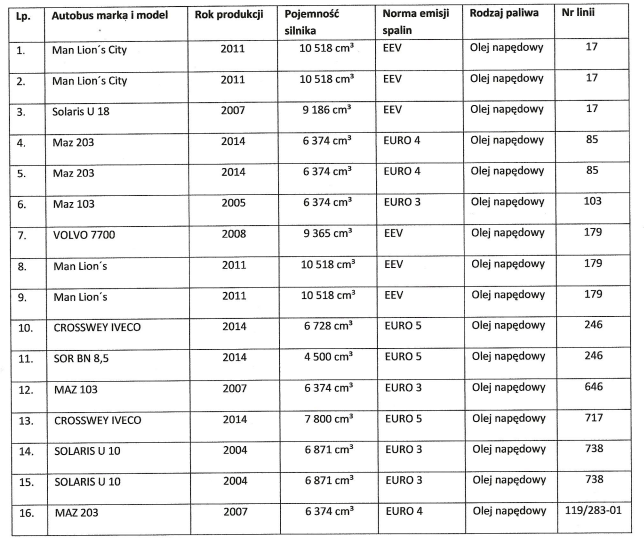 Lp. Autobus marka i model Rok produkcji Pojemność silnika Norma emisji spalin Rodzaj paliwa Nr linii
1. Man Lion´s City 2011 10 518 cm³ EEV Olej napędowy 17
2. Man Lion´s City 2011 10 518 cm³ EEV Olej napędowy 17
3. Solaris U 18 2007 9 186 cm³ EEV Olej napędowy 17
4. Maz 203 2014 6 374 cm³ EURO 4 Olej napędowy 85
5. Maz 203 2014 6 374 cm³ EURO 4 Olej napędowy 85
6. Maz 103 2005 6 374 cm³ EURO 3 Olej napędowy 103
7. VOLVO 7700 2008 9 365 cm³ EEV Olej napędowy 179
8. Man Lion´s 2011 10 518 cm³ EEV Olej napędowy 179
9. Man Lion´s 2011 10 518 cm³ EEV Olej napędowy 179
10. CROSSWEY IVECO 2014 6 728 cm³ EURO 5 Olej napędowy 246
11. SOR BN 8,5 2014 4 500 cm³ EURO 5 Olej napędowy 246
12. MAZ 103 2007 6 374 cm³ EURO 3 Olej napędowy 646
13. CROSSWEY IVECO 2014 7 800 cm³ EURO 5 Olej napędowy 717
14. SOLARIS U 10 2004 6 871 cm³ EURO 3 Olej napędowy 738
15. SOLARIS U 10 2004 6 871 cm³ EURO 3 Olej napędowy 738
16. MAZ 203 2007 6 374 cm³ EURO 4 Olej napędowy 119/283-01